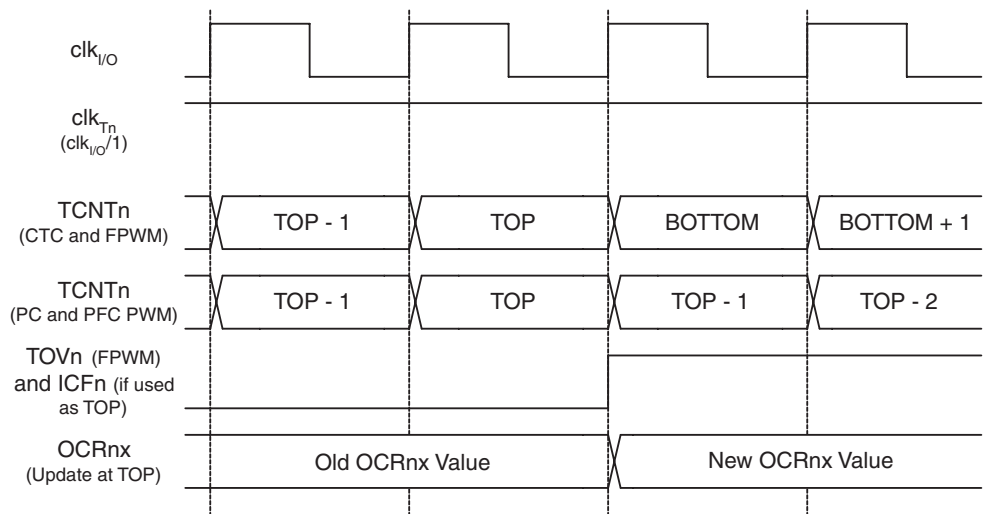 clkI/O
clkTn
(clkI/O/1)
TCNTn
(CTC and FPWM)
TOP - 1
TOP
BOTTOM
BOTTOM + 1
TCNTn
(PC and PFC PWM)
TOP - 1
TOP
TOP - 1
TOP - 2
TOVn (FPWM)
and ICFn (if used
as TOP)
OCRnx
(Update at TOP)
Old OCRnx Value
New OCRnx Value